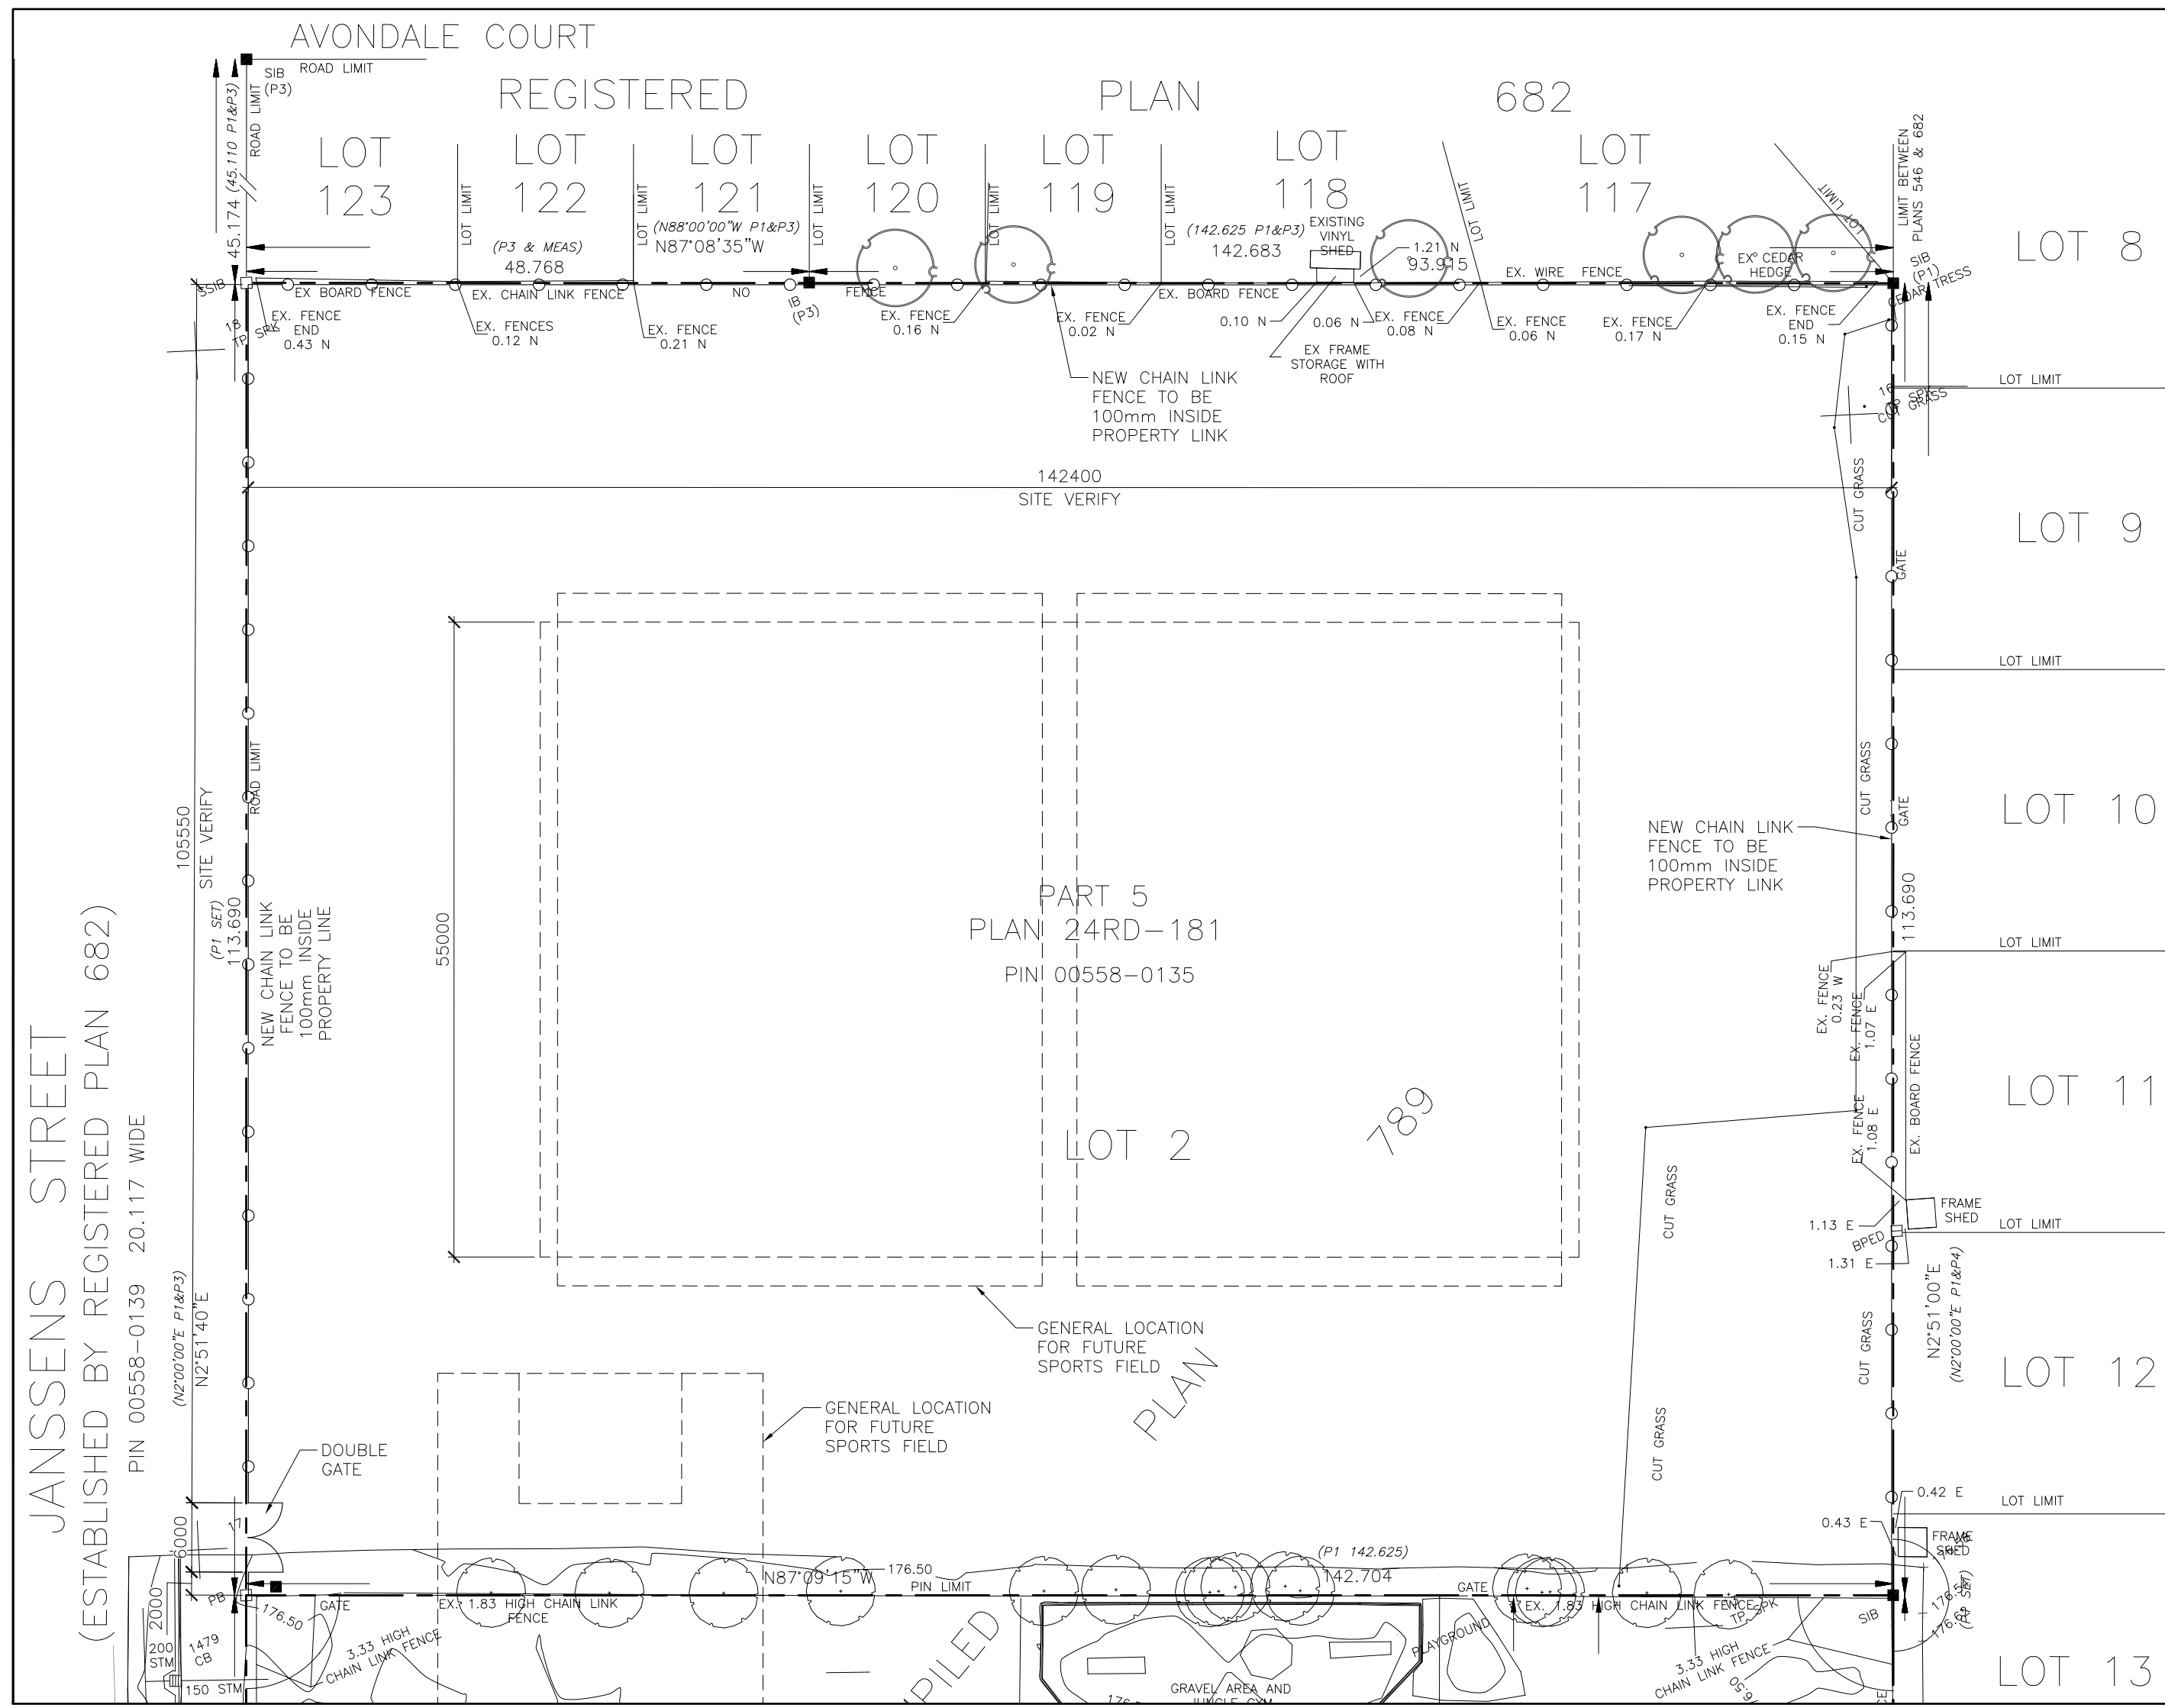 AVONDALE COURT
ROAD LIMIT
SIB
(P3)
REGISTERED PLAN 682
45.174 (45.110 P1&P3)
ROAD LIMIT
LOT
123
LOT
122
LOT
121
LOT
120
LOT
119
LOT
118
LOT
117
LOT LIMIT
LOT LIMIT
LOT LIMIT
LOT LIMIT
LOT LIMIT
LOT LIMIT
LOT LIMIT
LIMIT BETWEEN
PLANS 546 & 682
SIB
(P1)
CEDAR TRESS
LOT 8
(P3 & MEAS)
48.768
(N88°00'00"W P1&P3)
N87°08'35"W
(142.625 P1&P3)
142.683
EXISTING
VINYL
SHED
1.21 N
93.915
EX. WIRE FENCE
EX CEDAR
HEDGE
SSIB
EX BOARD FENCE
EX. CHAIN LINK FENCE
NO FENCE
IB
(P3)
EX. BOARD FENCE
18
TP SPK
EX. FENCE
END
0.43 N
EX. FENCES
0.12 N
EX. FENCE
0.21 N
EX. FENCE
0.16 N
EX. FENCE
0.02 N
0.10 N
0.06 N
EX. FENCE
0.08 N
EX. FENCE
0.06 N
EX. FENCE
0.17 N
EX. FENCE
END
0.15 N
EX FRAME
STORAGE WITH
ROOF
NEW CHAIN LINK
FENCE TO BE
100mm INSIDE
PROPERTY LINK
16
TP SPK
CUT GRASS
LOT LIMIT
142400
SITE VERIFY
CUT GRASS
LOT 9
GATE
LOT LIMIT
ROAD LIMIT
105550
SITE VERIFY
CUT GRASS
GATE
LOT 10
NEW CHAIN LINK
FENCE TO BE
100mm INSIDE
PROPERTY LINK
(P1 SET)
113.690
NEW CHAIN LINK
FENCE TO BE
100mm INSIDE
PROPERTY LINE
55000
PART 5
PLAN 24RD-181
PIN 00558-0135
113.690
LOT LIMIT
EX. FENCE
0.23 W
EX. FENCE
1.07 E
EX. BOARD FENCE
LOT 11
JANSSENS STREET
(ESTABLISHED BY REGISTERED PLAN 682)
PIN 00558-0139 20.117 WIDE
LOT 2
789
EX. FENCE
1.08 E
CUT GRASS
FRAME
SHED
1.13 E
BPED
1.31 E
LOT LIMIT
(N2°00'00"E P1&P3)
N2°51'40"E
N2°51'00"E
(N2°00'00"E P1&P4)
GENERAL LOCATION
FOR FUTURE
SPORTS FIELD
CUT GRASS
LOT 12
PLAN
GENERAL LOCATION
FOR FUTURE
SPORTS FIELD
DOUBLE
GATE
CUT GRASS
0.42 E
LOT LIMIT
0.43 E
FRAME
SHED
17
6000
(P1 142.625)
142.704
N87°09'15"W
176.50
PIN LIMIT
GATE
2000
PB
176.50
GATE
EX. 1.83 HIGH CHAIN LINK
FENCE
EX. 1.83 HIGH CHAIN LINK FENCE
TP SPK
SIB
200
STM
1479
CB
3.33 HIGH
CHAIN LINK FENCE
PILED
PLAYGROUND
3.33 HIGH
CHAIN LINK FENCE
LOT 13
150 STM
GRAVEL AREA AND
JUNGLE GYM